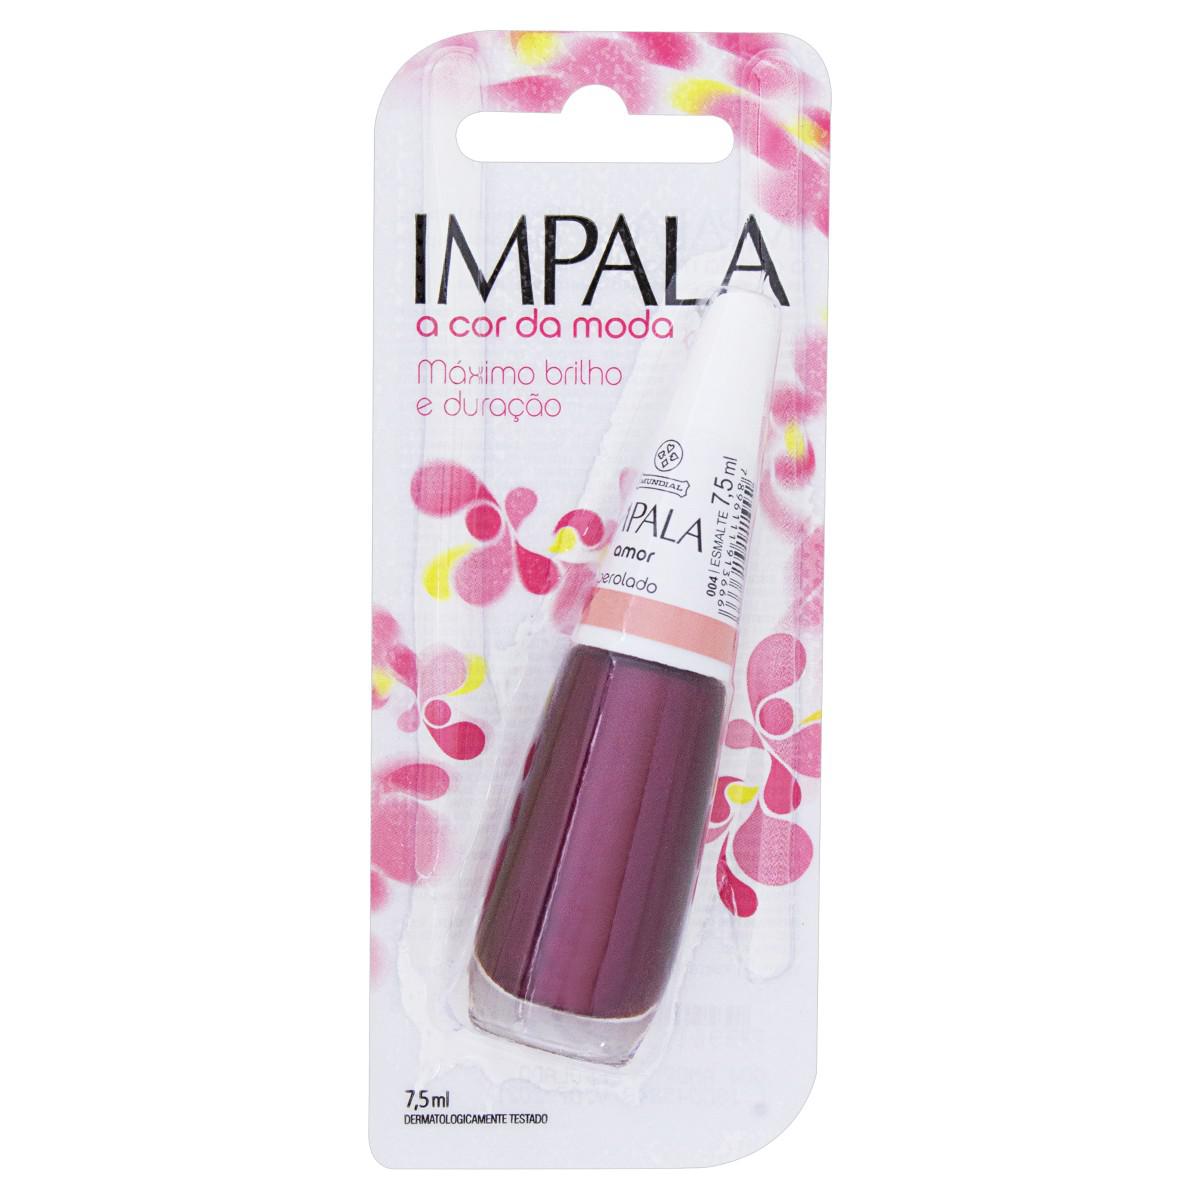 IMPALA
a cor da moda
Máximo brilho
e duração
MUNDIAL
PALA
amor
perolado
004 | ESMALTE 7,5 ml
7,5 ml
DERMATOLOGICAMENTE TESTADO